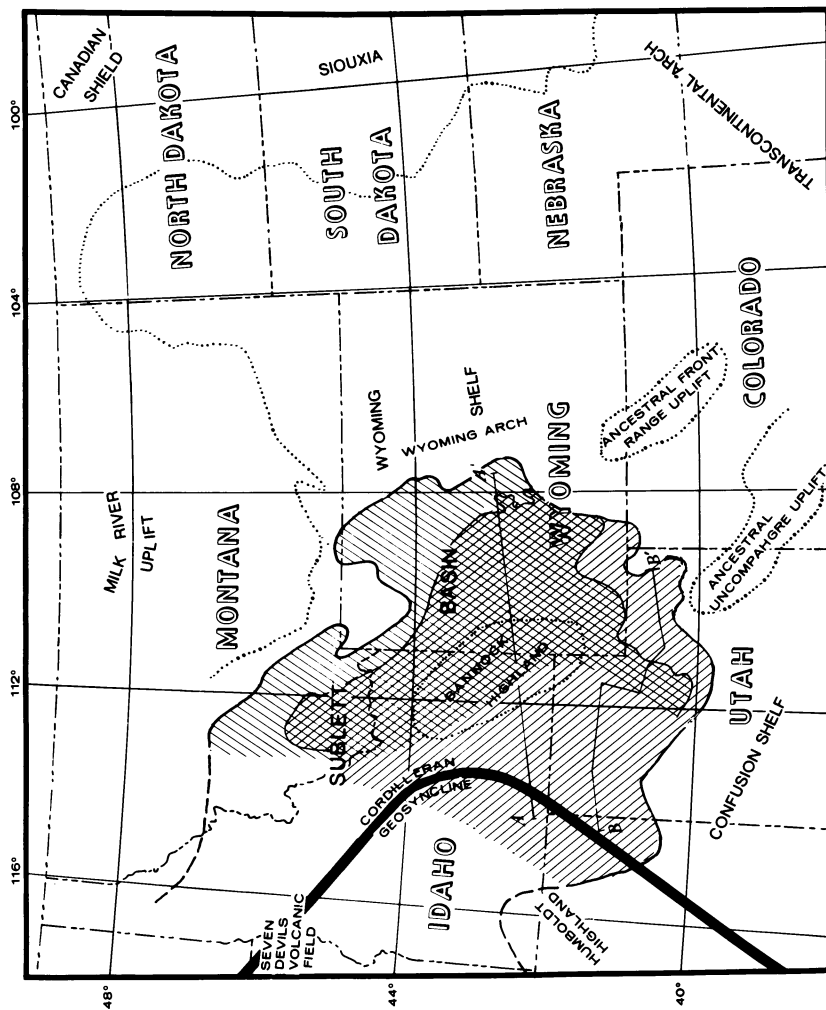 100°
104°
108°
112°
116°
48°
44°
40°
CANADIAN
SHIELD
NORTH DAKOTA
SIOUXIA
SOUTH
DAKOTA
NEBRASKA
TRANSCONTINENTAL ARCH
MILK RIVER
UPLIFT
MONTANA
WYOMING
SHELF
WYOMING ARCH
WYOMING
COLORADO
ANCESTRAL FRONT
RANGE UPLIFT
ANCESTRAL
UNCOMPAHGRE UPLIFT
SUBLETT
BASIN
BANNOCK
HIGHLAND
A'
A
B'
B
UTAH
CONFUSION SHELF
CORDILLERAN
GEOSYNCLINE
IDAHO
SEVEN
DEVILS
VOLCANIC
FIELD
HUMBOLDT
HIGHLAND